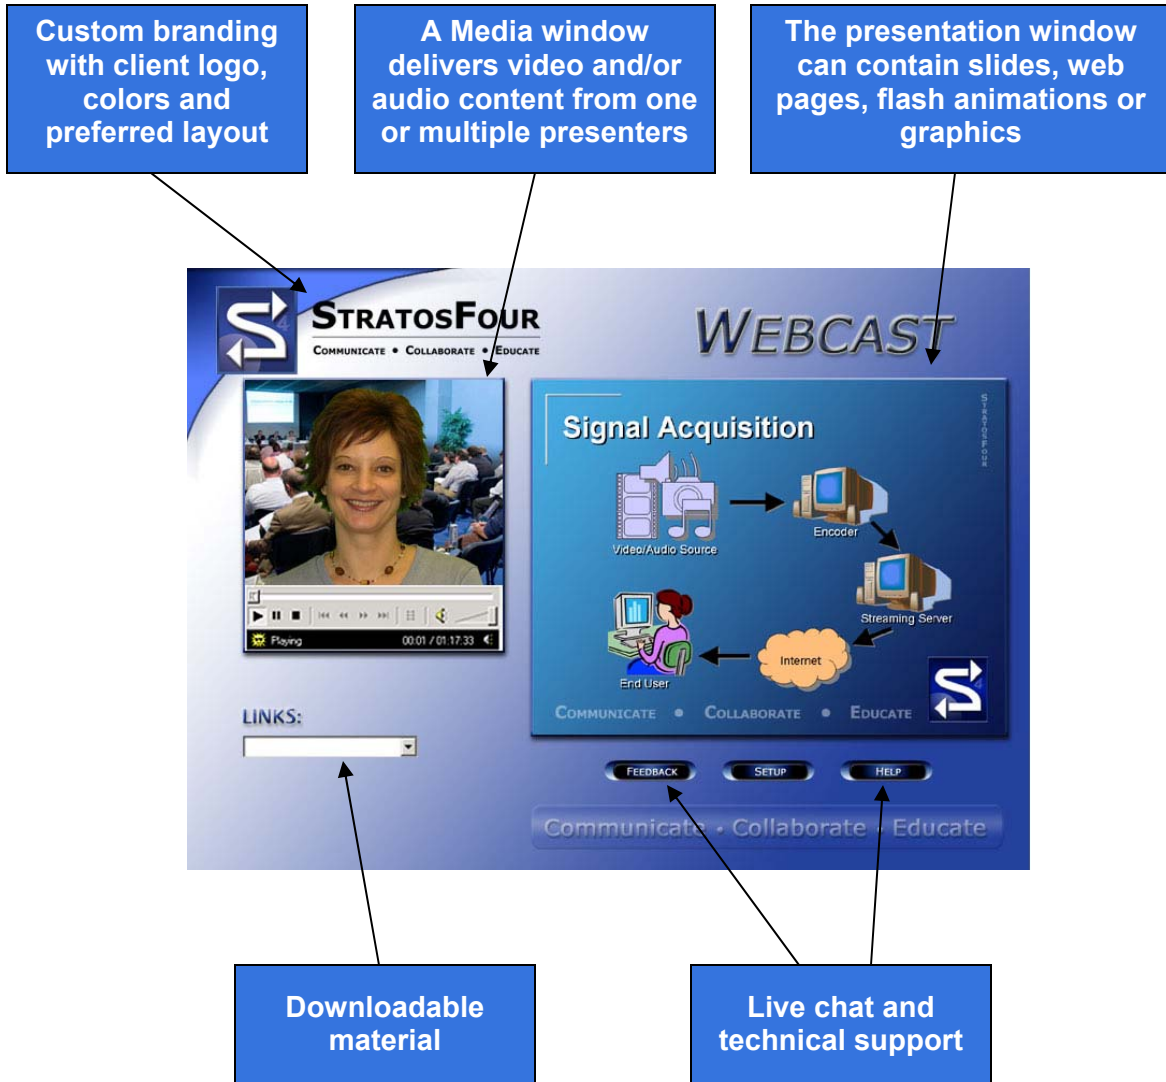 Custom branding
with client logo,
colors and
preferred layout
A Media window
delivers video and/or
audio content from one
or multiple presenters
The presentation window
can contain slides, web
pages, flash animations or
graphics
S 4
STRATOSFOUR
COMMUNICATE • COLLABORATE • EDUCATE
WEBCAST
Signal Acquisition
STRATOSFOUR
Video/Audio Source
Encoder
Streaming Server
Internet
End User
COMMUNICATE • COLLABORATE • EDUCATE
S 4
Playing 00:01 / 01:17:33
LINKS:
FEEDBACK
SETUP
HELP
Communicate • Collaborate • Educate
Downloadable
material
Live chat and
technical support